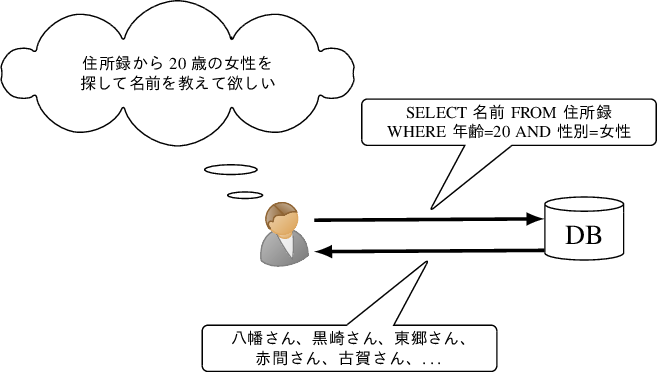 住所録から 20 歳の女性を
探して名前を教えて欲しい
SELECT 名前 FROM 住所録
WHERE 年齢=20 AND 性別=女性
DB
八幡さん、黒崎さん、東郷さん、
赤間さん、古賀さん、...